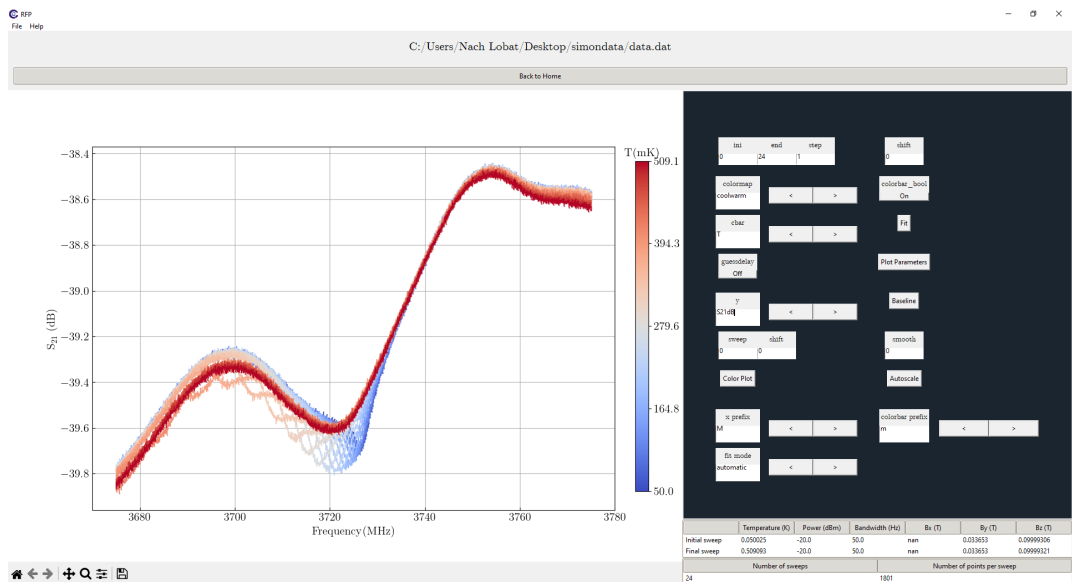 RFP
File Help
C:/Users/Nach Lobat/Desktop/simondata/data.dat
Back to Home
T(mK)
−38.4
−38.6
−38.8
−39.0
−39.2
−39.4
−39.6
−39.8
S21 (dB)
3680 3700 3720 3740 3760 3780
Frequency(MHz)
509.1
394.3
279.6
164.8
50.0
ini end step
0 24 1
shift
0
colormap
coolwarm
< >
colorbar_bool
On
cbar
T
< >
Fit
guessdelay
Off
Plot Parameters
y
S21dB
< >
Baseline
sweep shift
0 0
smooth
0
Color Plot
Autoscale
x prefix
M
< >
colorbar prefix
m
< >
fit mode
automatic
< >
Temperature (K) Power (dBm) Bandwidth (Hz) Bx (T) By (T) Bz (T)
Initial sweep 0.050025 -20.0 50.0 nan 0.033653 0.09999306
Final sweep 0.509093 -20.0 50.0 nan 0.033653 0.09999321
Number of sweeps Number of points per sweep
24 1801